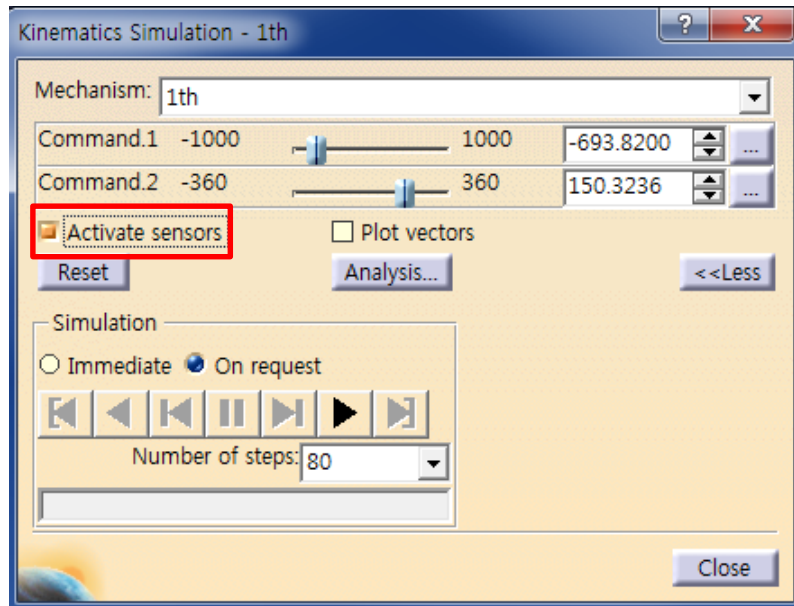 Kinematics Simulation - 1th
Mechanism: 1th
Command.1 -1000 1000 -693.8200 ...
Command.2 -360 360 150.3236 ...
Activate sensors Plot vectors
Reset Analysis... <<Less
Simulation
Immediate On request
Number of steps: 80
Close